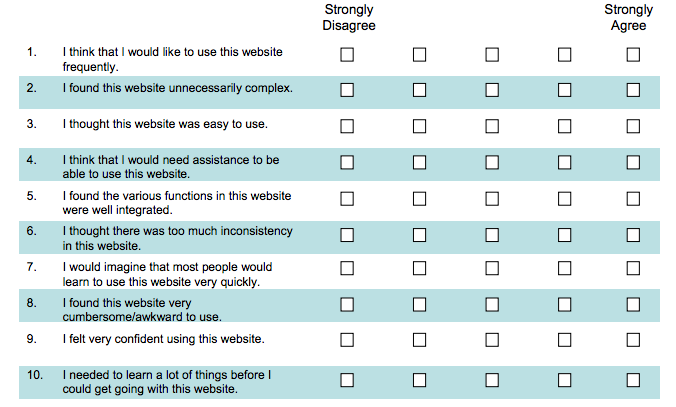 Strongly Disagree
Strongly Agree
1. I think that I would like to use this website
frequently.
2. I found this website unnecessarily complex.
3. I thought this website was easy to use.
4. I think that I would need assistance to be
able to use this website.
5. I found the various functions in this website
were well integrated.
6. I thought there was too much inconsistency
in this website.
7. I would imagine that most people would
learn to use this website very quickly.
8. I found this website very
cumbersome/awkward to use.
9. I felt very confident using this website.
10. I needed to learn a lot of things before I
could get going with this website.